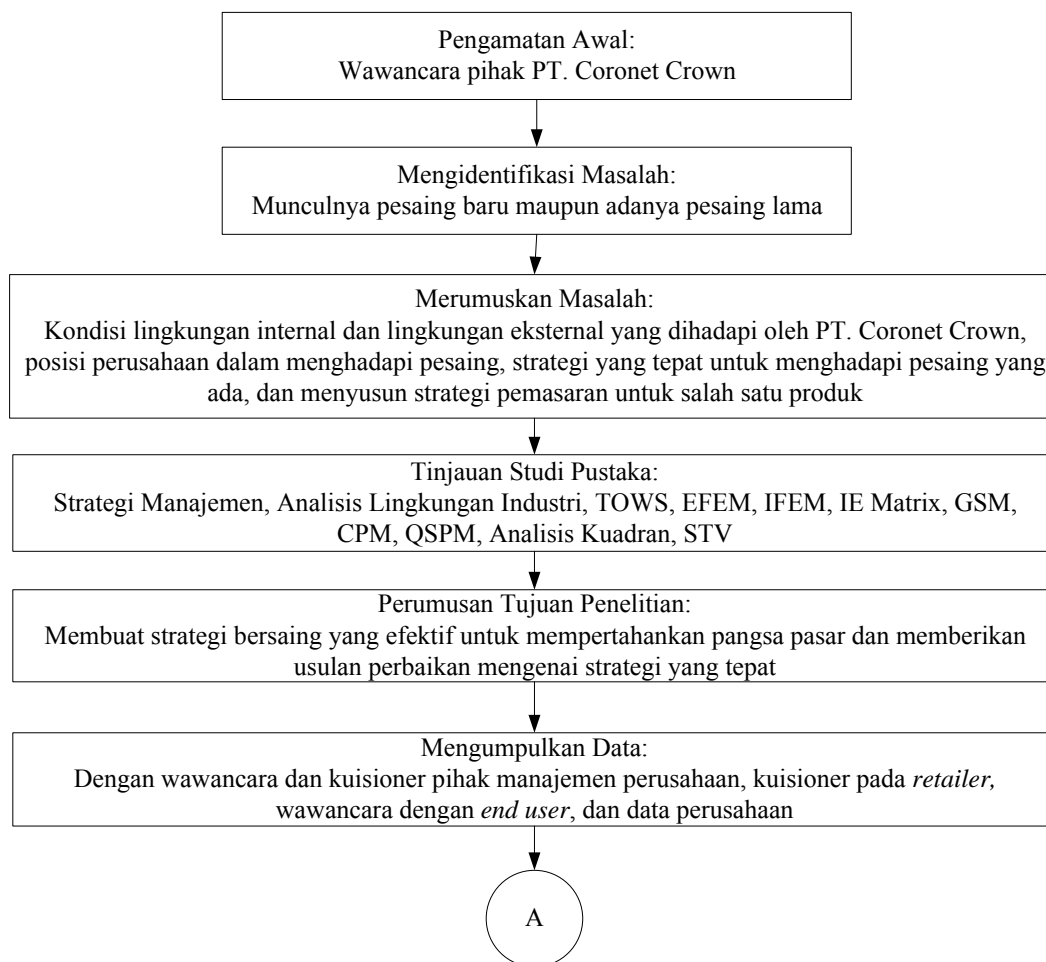 Pengamatan Awal:
Wawancara pihak PT. Coronet Crown
Mengidentifikasi Masalah:
Munculnya pesaing baru maupun adanya pesaing lama
Merumuskan Masalah:
Kondisi lingkungan internal dan lingkungan eksternal yang dihadapi oleh PT. Coronet Crown,
posisi perusahaan dalam menghadapi pesaing, strategi yang tepat untuk menghadapi pesaing yang
ada, dan menyusun strategi pemasaran untuk salah satu produk
Tinjauan Studi Pustaka:
Strategi Manajemen, Analisis Lingkungan Industri, TOWS, EFEM, IFEM, IE Matrix, GSM,
CPM, QSPM, Analisis Kuadran, STV
Perumusan Tujuan Penelitian:
Membuat strategi bersaing yang efektif untuk mempertahankan pangsa pasar dan memberikan
usulan perbaikan mengenai strategi yang tepat
Mengumpulkan Data:
Dengan wawancara dan kuisioner pihak manajemen perusahaan, kuisioner pada retailer,
wawancara dengan end user, dan data perusahaan
A